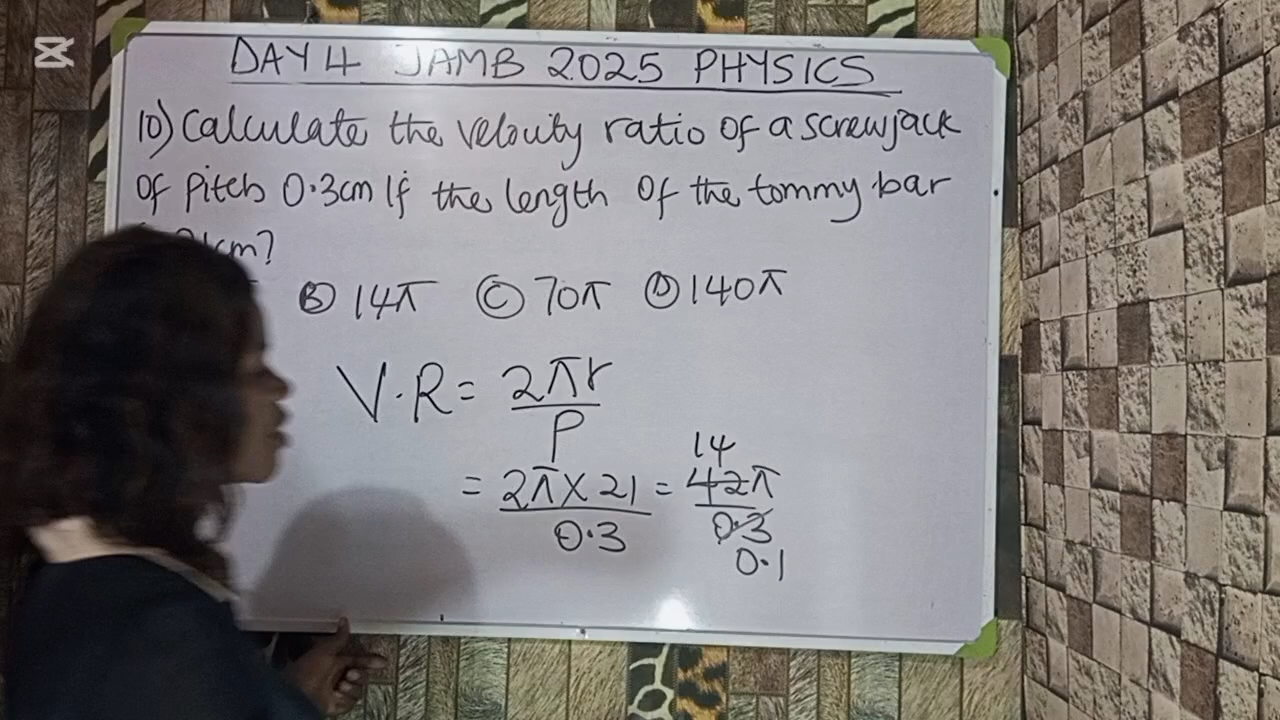 DAY 4 JAMB 2025 PHYSICS
10) Calculate the velocity ratio of a screwjack
of pitch 0.3cm If the length of the tommy bar
21cm?
Ⓑ 14π Ⓒ 70π Ⓓ 140π
V.R = 2πr
P
14
= 2π X 21 = 42π
0.3 0.3
0.1